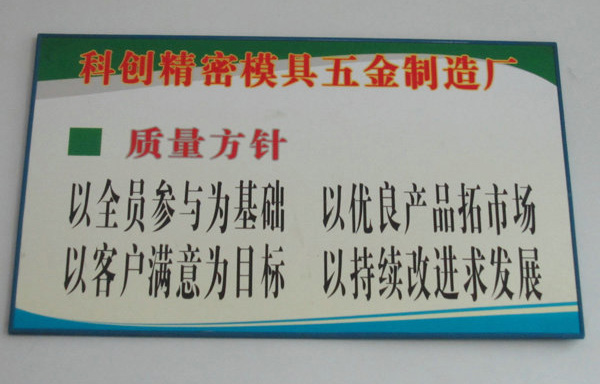 科创精密模具五金制造厂
质量方针
以全员参与为基础 以优良产品拓市场
以客户满意为目标 以持续改进求发展